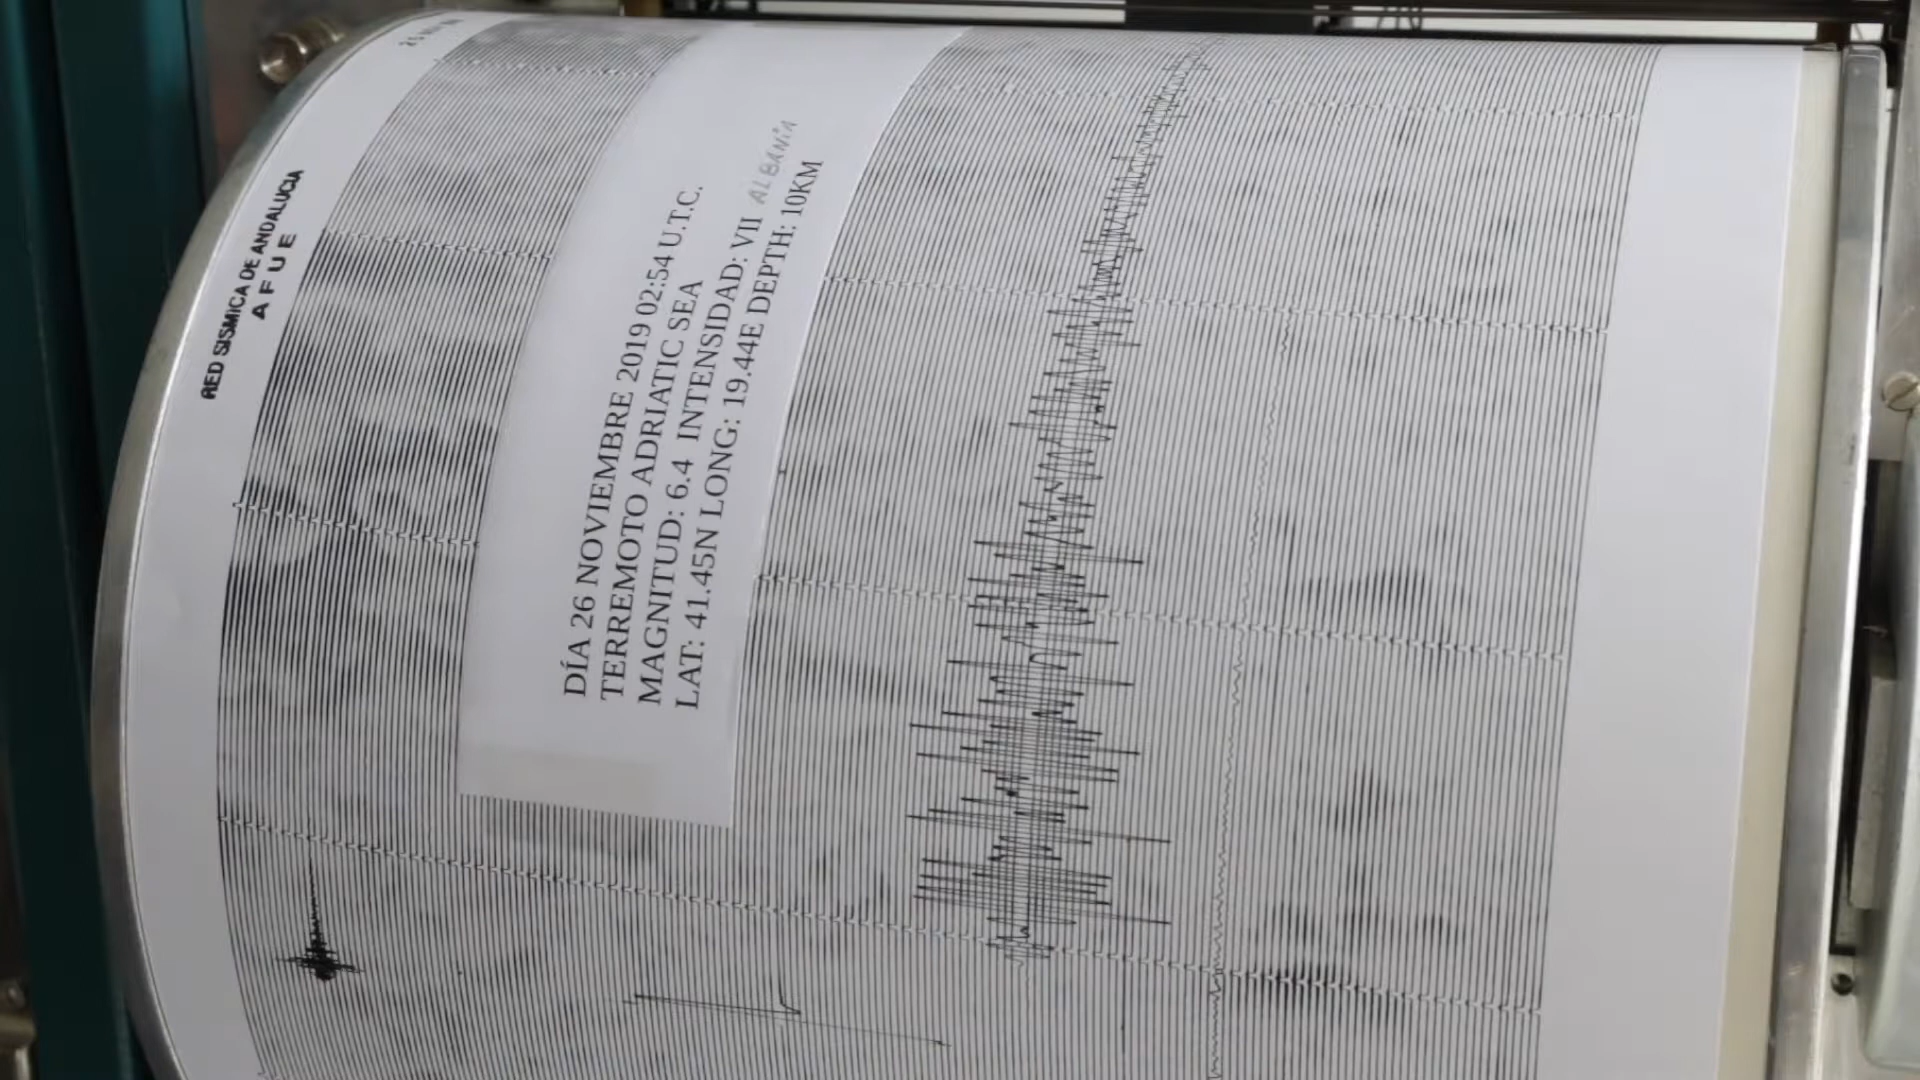 RED SISMICA DE ANDALUCIA
AFUE
DÍA 26 NOVIEMBRE 2019 02:54 U.T.C.
TERREMOTO ADRIATIC SEA
MAGNITUD: 6.4 INTENSIDAD: VII ALBANIA
LAT: 41.45N LONG: 19.44E DEPTH: 10KM